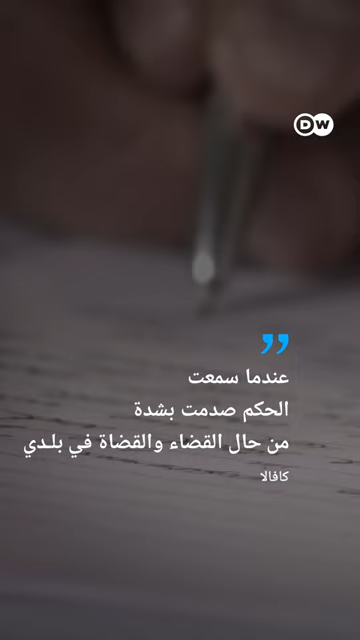 DW
عندما سمعت
الحكم صدمت بشدة
من حال القضاء والقضاة في بلدي
كافالا